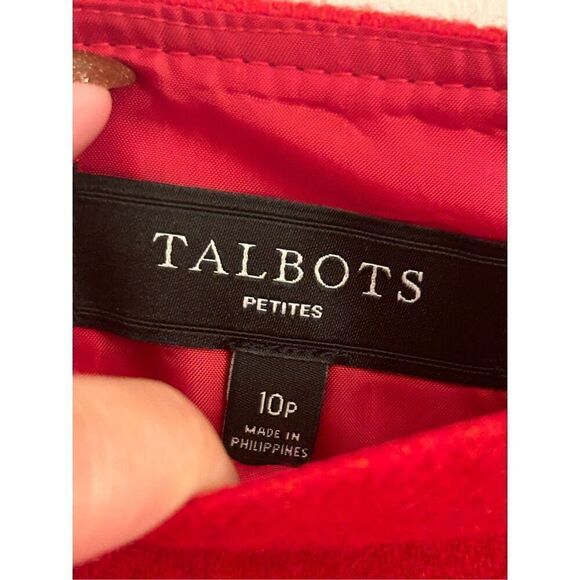 TALBOTS
PETITES
10P
MADE IN
PHILIPPINES